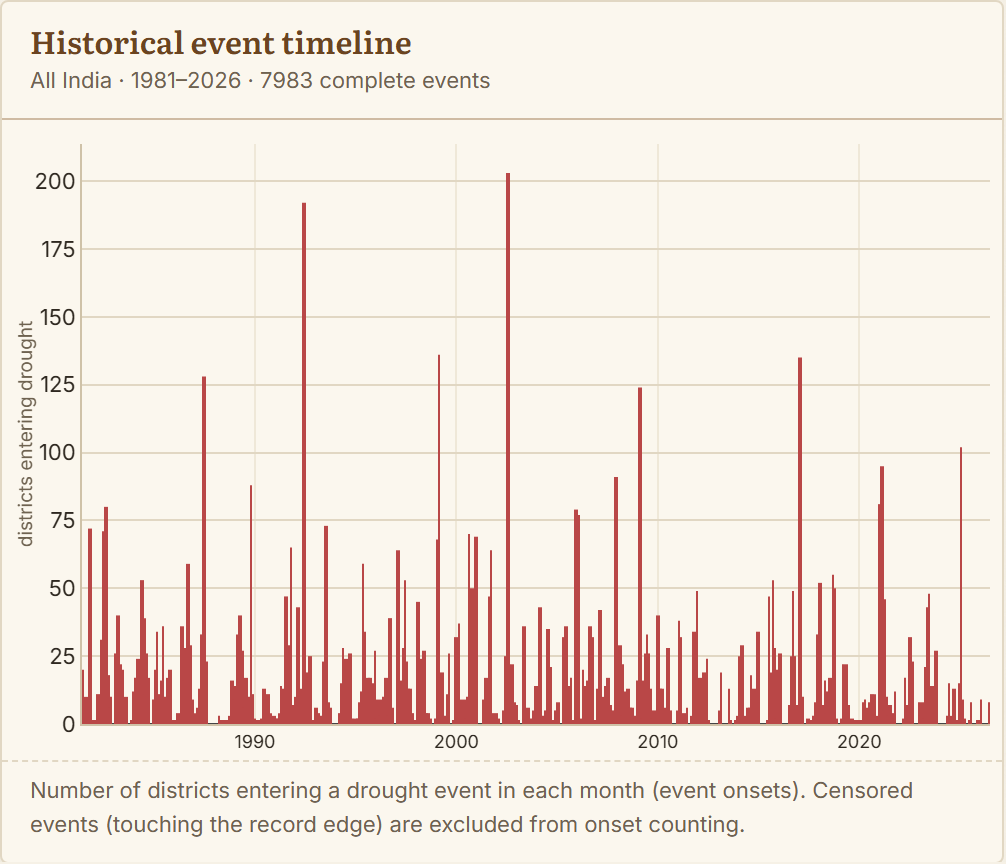 Historical event timeline
All India · 1981–2026 · 7983 complete events
districts entering drought
200
175
150
125
100
75
50
25
0
1990 2000 2010 2020
Number of districts entering a drought event in each month (event onsets). Censored
events (touching the record edge) are excluded from onset counting.